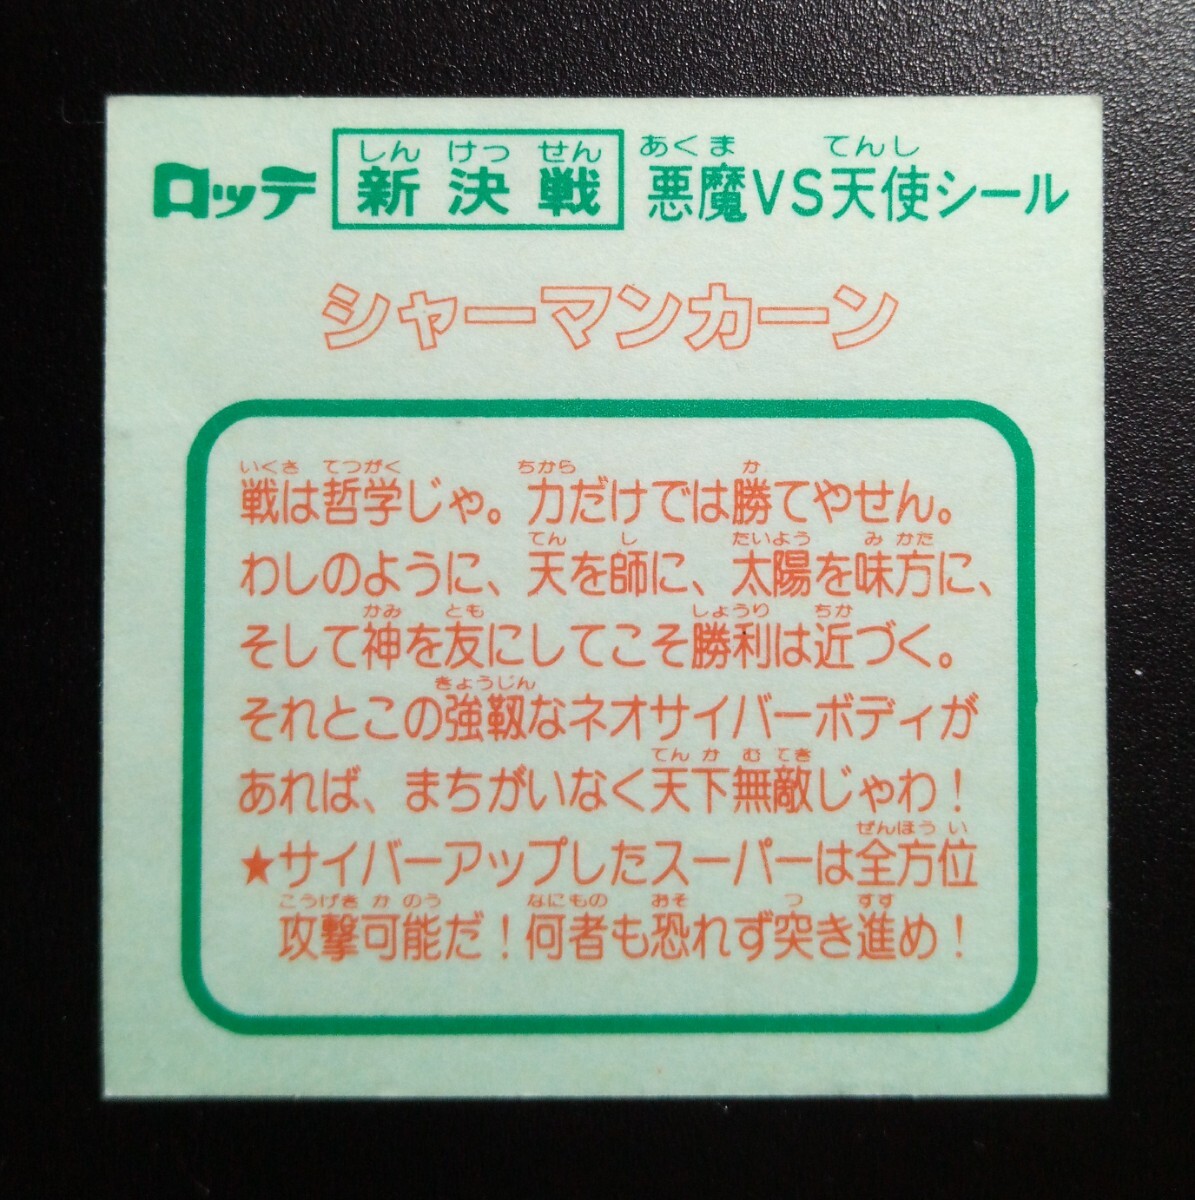 しん けっ せん あくま てんし
ロッテ 新決戦 悪魔VS天使シール
シャーマンカーン
いくさ てつがく ちから か
戦は哲学じゃ。力だけでは勝てやせん。
てん し たいよう みかた
わしのように、天を師に、太陽を味方に、
かみ とも しょうり ちか
そして神を友にしてこそ勝利は近づく。
きょうじん
それとこの強靱なネオサイバーボディが
てんか むてき
あれば、まちがいなく天下無敵じゃわ！
ぜんほうい
★サイバーアップしたスーパーは全方位
こうげきかのう なにもの おそ つ すす
攻撃可能だ！何者も恐れず突き進め！